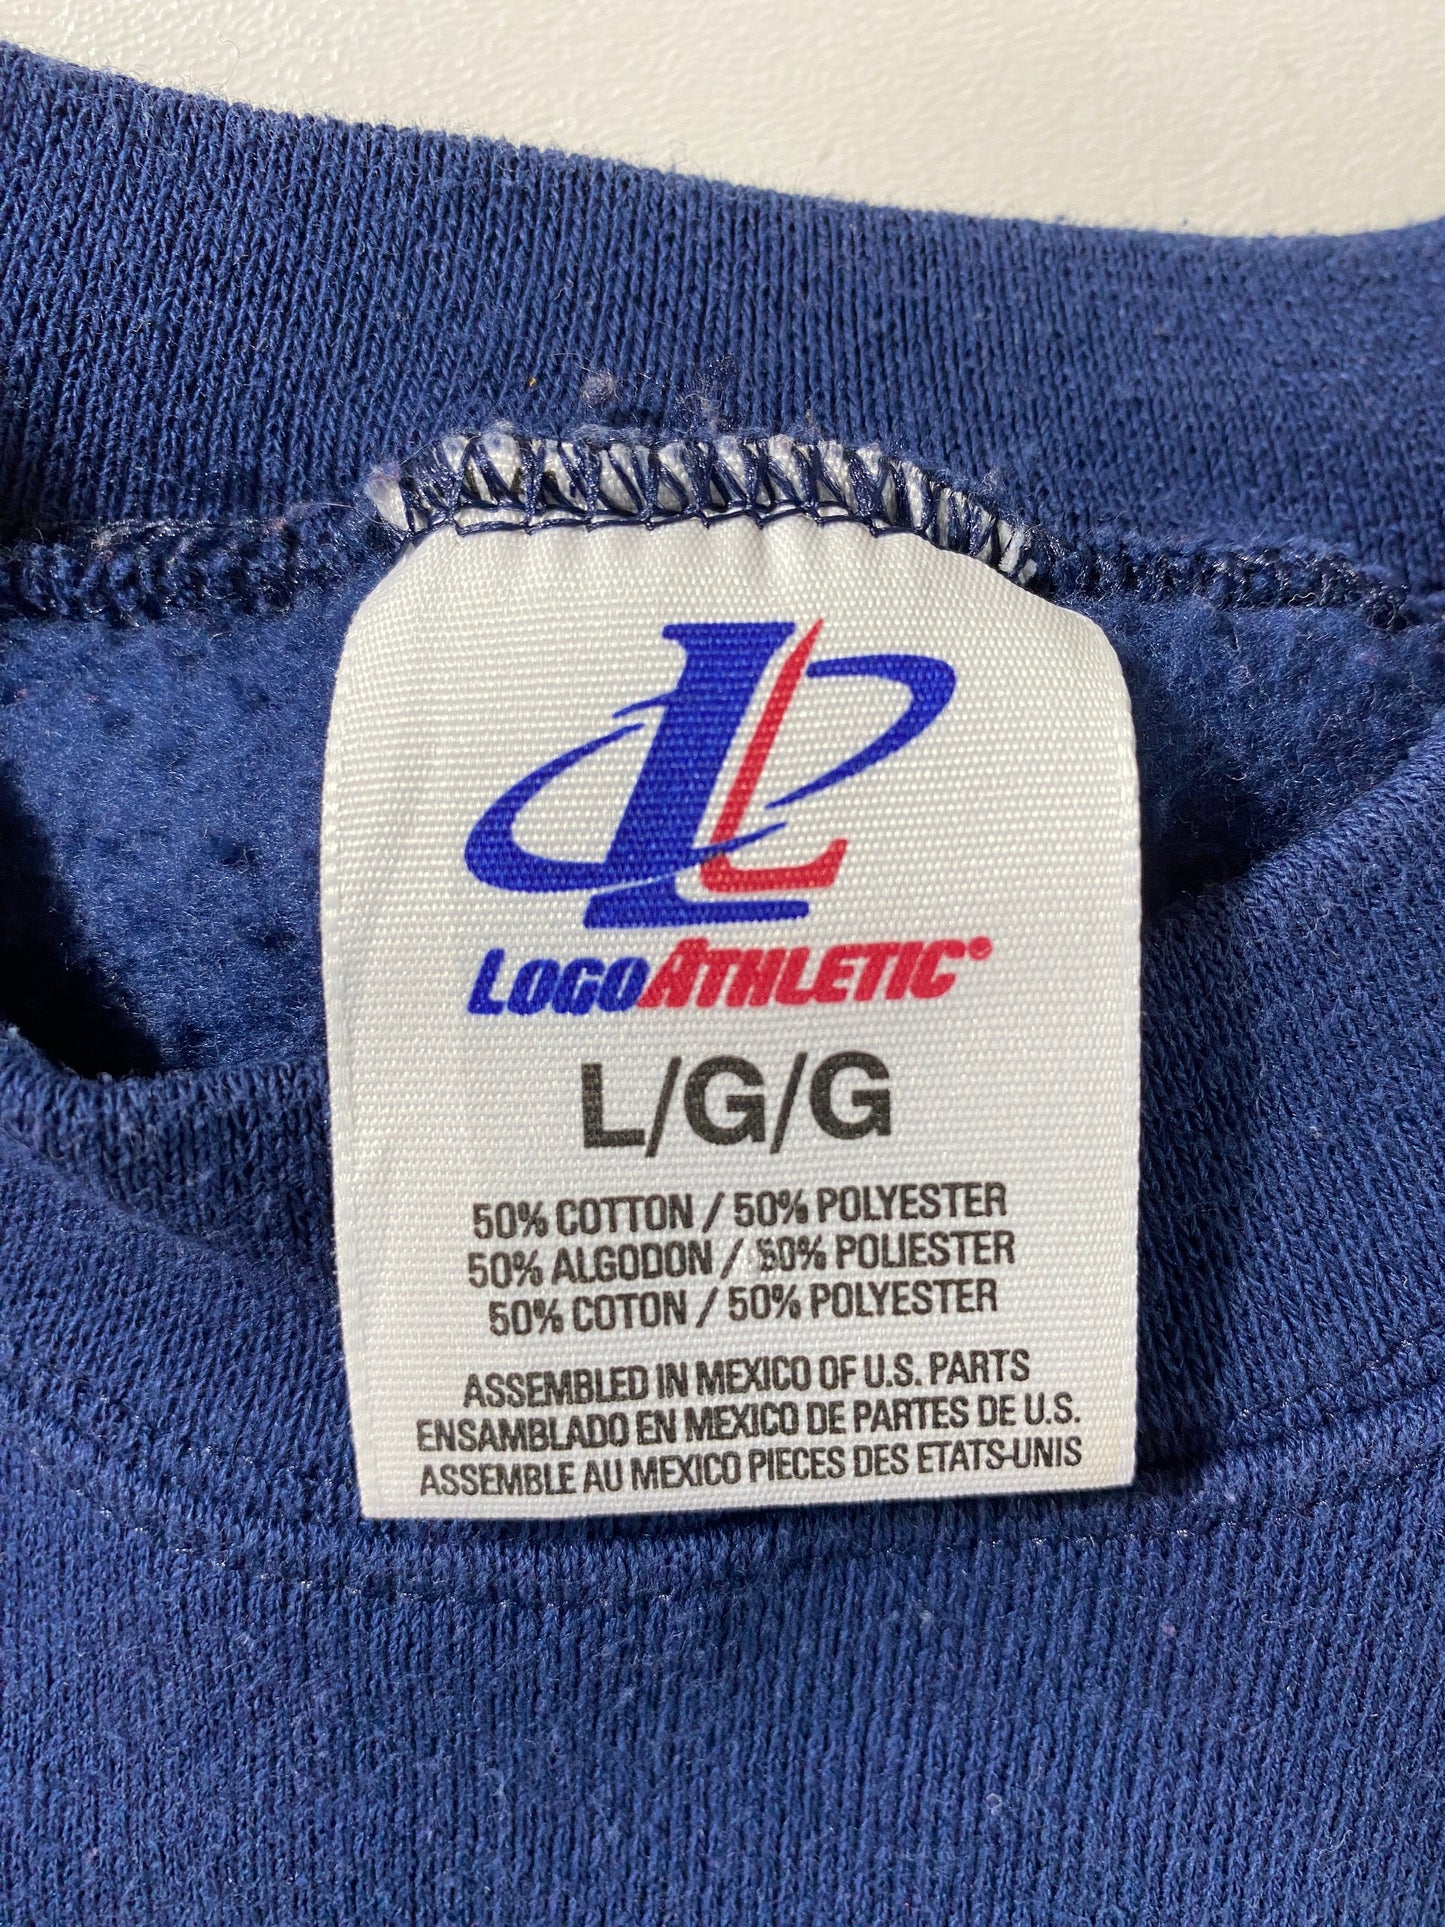 LOGOATHLETIC®
L/G/G
50% COTTON / 50% POLYESTER
50% ALGODON / 50% POLIESTER
50% COTON / 50% POLYESTER
ASSEMBLED IN MEXICO OF U.S. PARTS
ENSAMBLADO EN MEXICO DE PARTES DE U.S.
ASSEMBLE AU MEXICO PIECES DES ETATS-UNIS